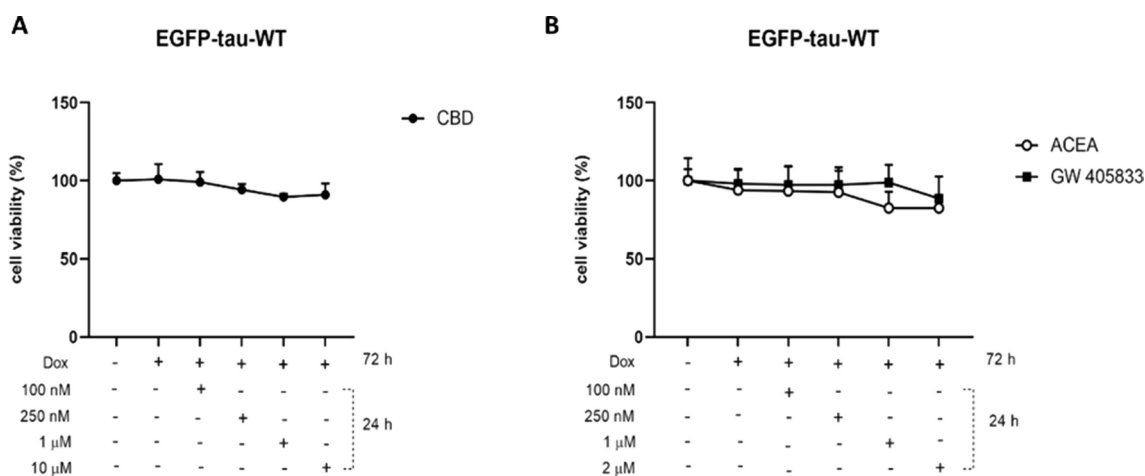 A
EGFP-tau-WT
150
100
50
0
cell viability (%)
CBD
Dox - + + + + + 72 h
100 nM - - + - - -
250 nM - - - + - - 24 h
1 µM - - - - + -
10 µM - - - - - +
B
EGFP-tau-WT
150
100
50
0
cell viability (%)
ACEA
GW 405833
Dox - + + + + + 72 h
100 nM - - + - - -
250 nM - - - + - - 24 h
1 µM - - - - + -
2 µM - - - - - +